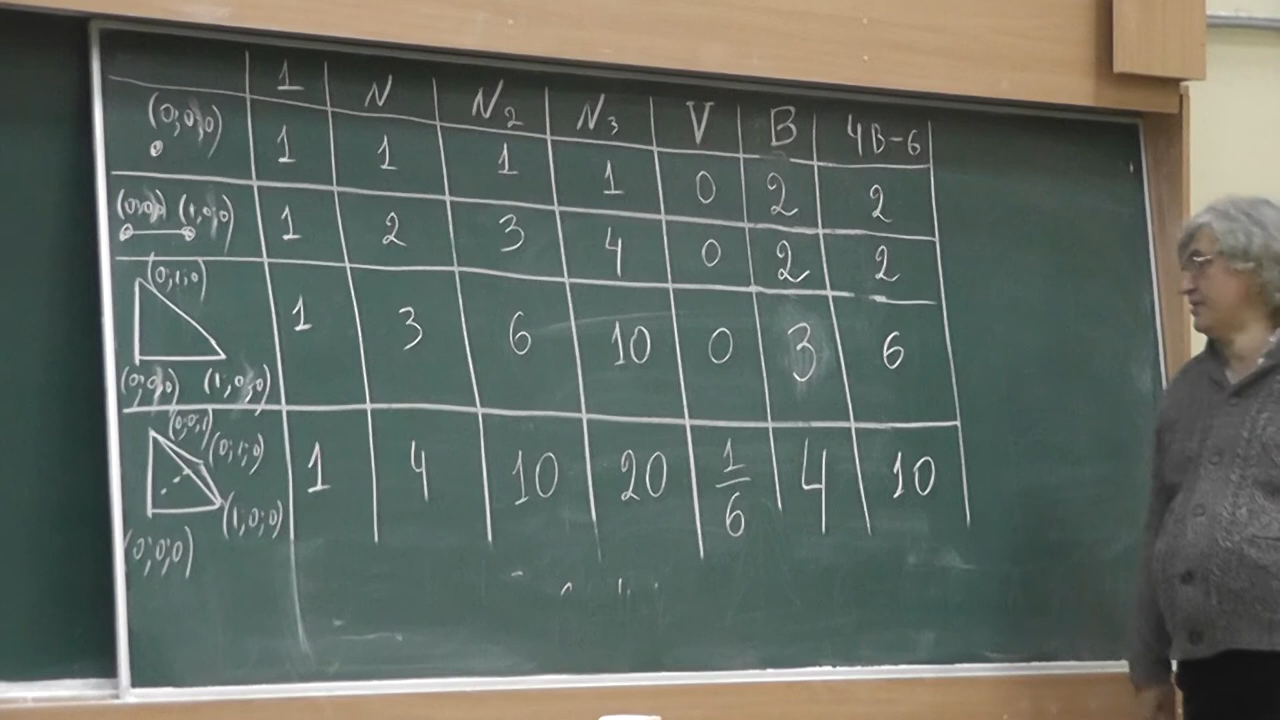 1 N N₂ N₃ V B 4B-6
(0;0;0) 1 1 1 1 0 2 2
(0;0;0) (1;0;0) 1 2 3 4 0 2 2
(0;1;0)
1 3 6 10 0 3 6
(0;0;0) (1;0;0)
(0;0;1) (0;1;0)
1 4 10 20 1/6 4 10
(1;0;0)
(0;0;0)